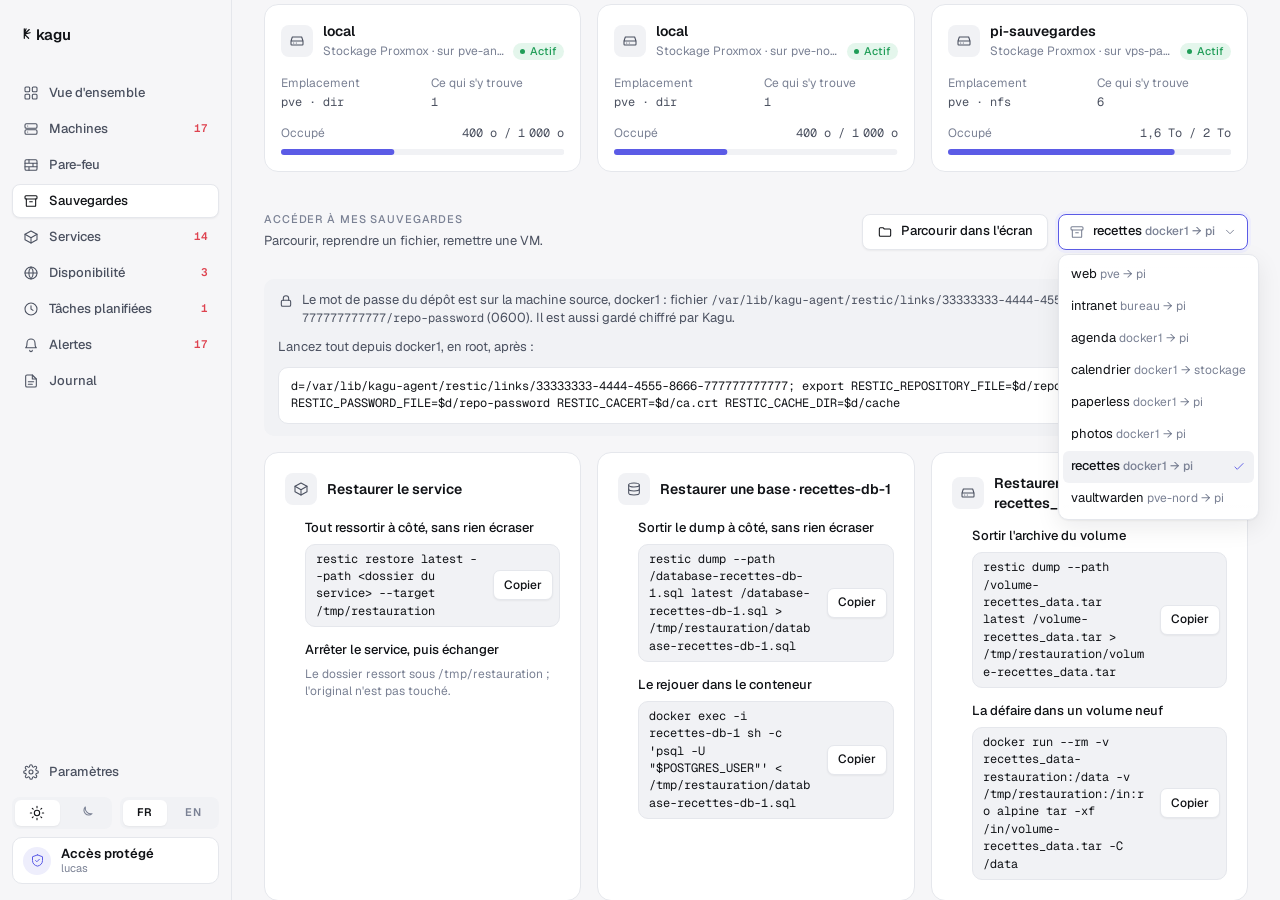 kagu
Vue d'ensemble
Machines 17
Pare-feu
Sauvegardes
Services 14
Disponibilité 3
Tâches planifiées 1
Alertes 17
Journal
Paramètres
FR EN
Accès protégé
lucas
local
Stockage Proxmox · sur pve-an… Actif
Emplacement Ce qui s'y trouve
pve · dir 1
Occupé 400 o / 1 000 o
local
Stockage Proxmox · sur pve-no… Actif
Emplacement Ce qui s'y trouve
pve · dir 1
Occupé 400 o / 1 000 o
pi-sauvegardes
Stockage Proxmox · sur vps-pa… Actif
Emplacement Ce qui s'y trouve
pve · nfs 6
Occupé 1,6 To / 2 To
ACCÉDER À MES SAUVEGARDES
Parcourir, reprendre un fichier, remettre une VM.
Parcourir dans l'écran
recettes docker1 → pi
web pve → pi
intranet bureau → pi
agenda docker1 → pi
calendrier docker1 → stockage
paperless docker1 → pi
photos docker1 → pi
recettes docker1 → pi
vaultwarden pve-nord → pi
Le mot de passe du dépôt est sur la machine source, docker1 : fichier /var/lib/kagu-agent/restic/links/33333333-4444-455
777777777777/repo-password (0600). Il est aussi gardé chiffré par Kagu.
Lancez tout depuis docker1, en root, après :
d=/var/lib/kagu-agent/restic/links/33333333-4444-4555-8666-777777777777; export RESTIC_REPOSITORY_FILE=$d/repo
RESTIC_PASSWORD_FILE=$d/repo-password RESTIC_CACERT=$d/ca.crt RESTIC_CACHE_DIR=$d/cache
Restaurer le service
Tout ressortir à côté, sans rien écraser
restic restore latest -
-path <dossier du
service> --target
/tmp/restauration
Copier
Arrêter le service, puis échanger
Le dossier ressort sous /tmp/restauration ;
l'original n'est pas touché.
Restaurer une base · recettes-db-1
Sortir le dump à côté, sans rien écraser
restic dump --path
/database-recettes-db-
1.sql latest /database-
recettes-db-1.sql >
/tmp/restauration/datab
ase-recettes-db-1.sql
Copier
Le rejouer dans le conteneur
docker exec -i
recettes-db-1 sh -c
'psql -U
"$POSTGRES_USER"' <
/tmp/restauration/datab
ase-recettes-db-1.sql
Copier
Restaurer
recettes_
Sortir l'archive du volume
restic dump --path
/volume-
recettes_data.tar
latest /volume-
recettes_data.tar >
/tmp/restauration/volum
e-recettes_data.tar
Copier
La défaire dans un volume neuf
docker run --rm -v
recettes_data-
restauration:/data -v
/tmp/restauration:/in:r
o alpine tar -xf
/in/volume-
recettes_data.tar -C
/data
Copier